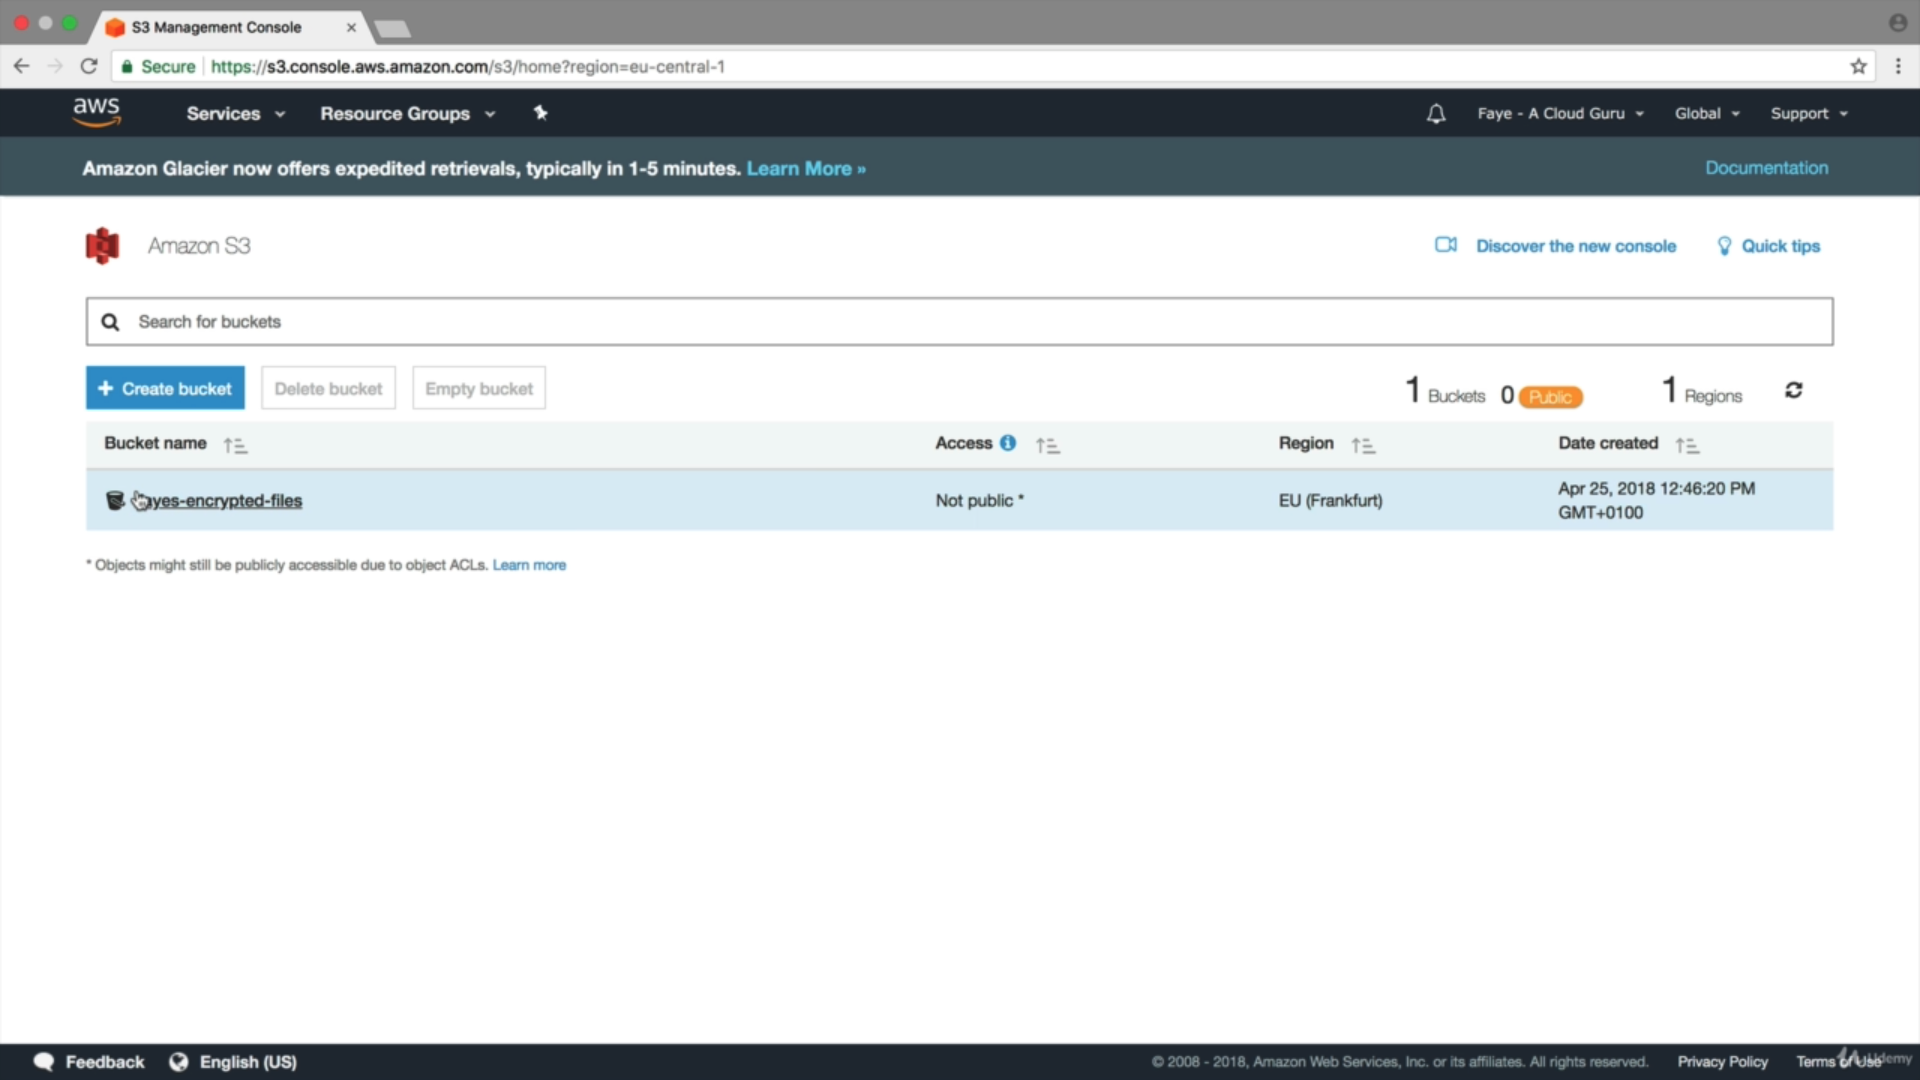 S3 Management Console
Secure https://s3.console.aws.amazon.com/s3/home?region=eu-central-1
aws Services Resource Groups Faye - A Cloud Guru Global Support
Amazon Glacier now offers expedited retrievals, typically in 1-5 minutes. Learn More » Documentation
Amazon S3 Discover the new console Quick tips
Search for buckets
+ Create bucket Delete bucket Empty bucket 1 Buckets 0 Public 1 Regions
Bucket name Access Region Date created
ayes-encrypted-files Not public * EU (Frankfurt) Apr 25, 2018 12:46:20 PM
GMT+0100
* Objects might still be publicly accessible due to object ACLs. Learn more
Feedback English (US) © 2008 - 2018, Amazon Web Services, Inc. or its affiliates. All rights reserved. Privacy Policy Terms of Use
Udemy